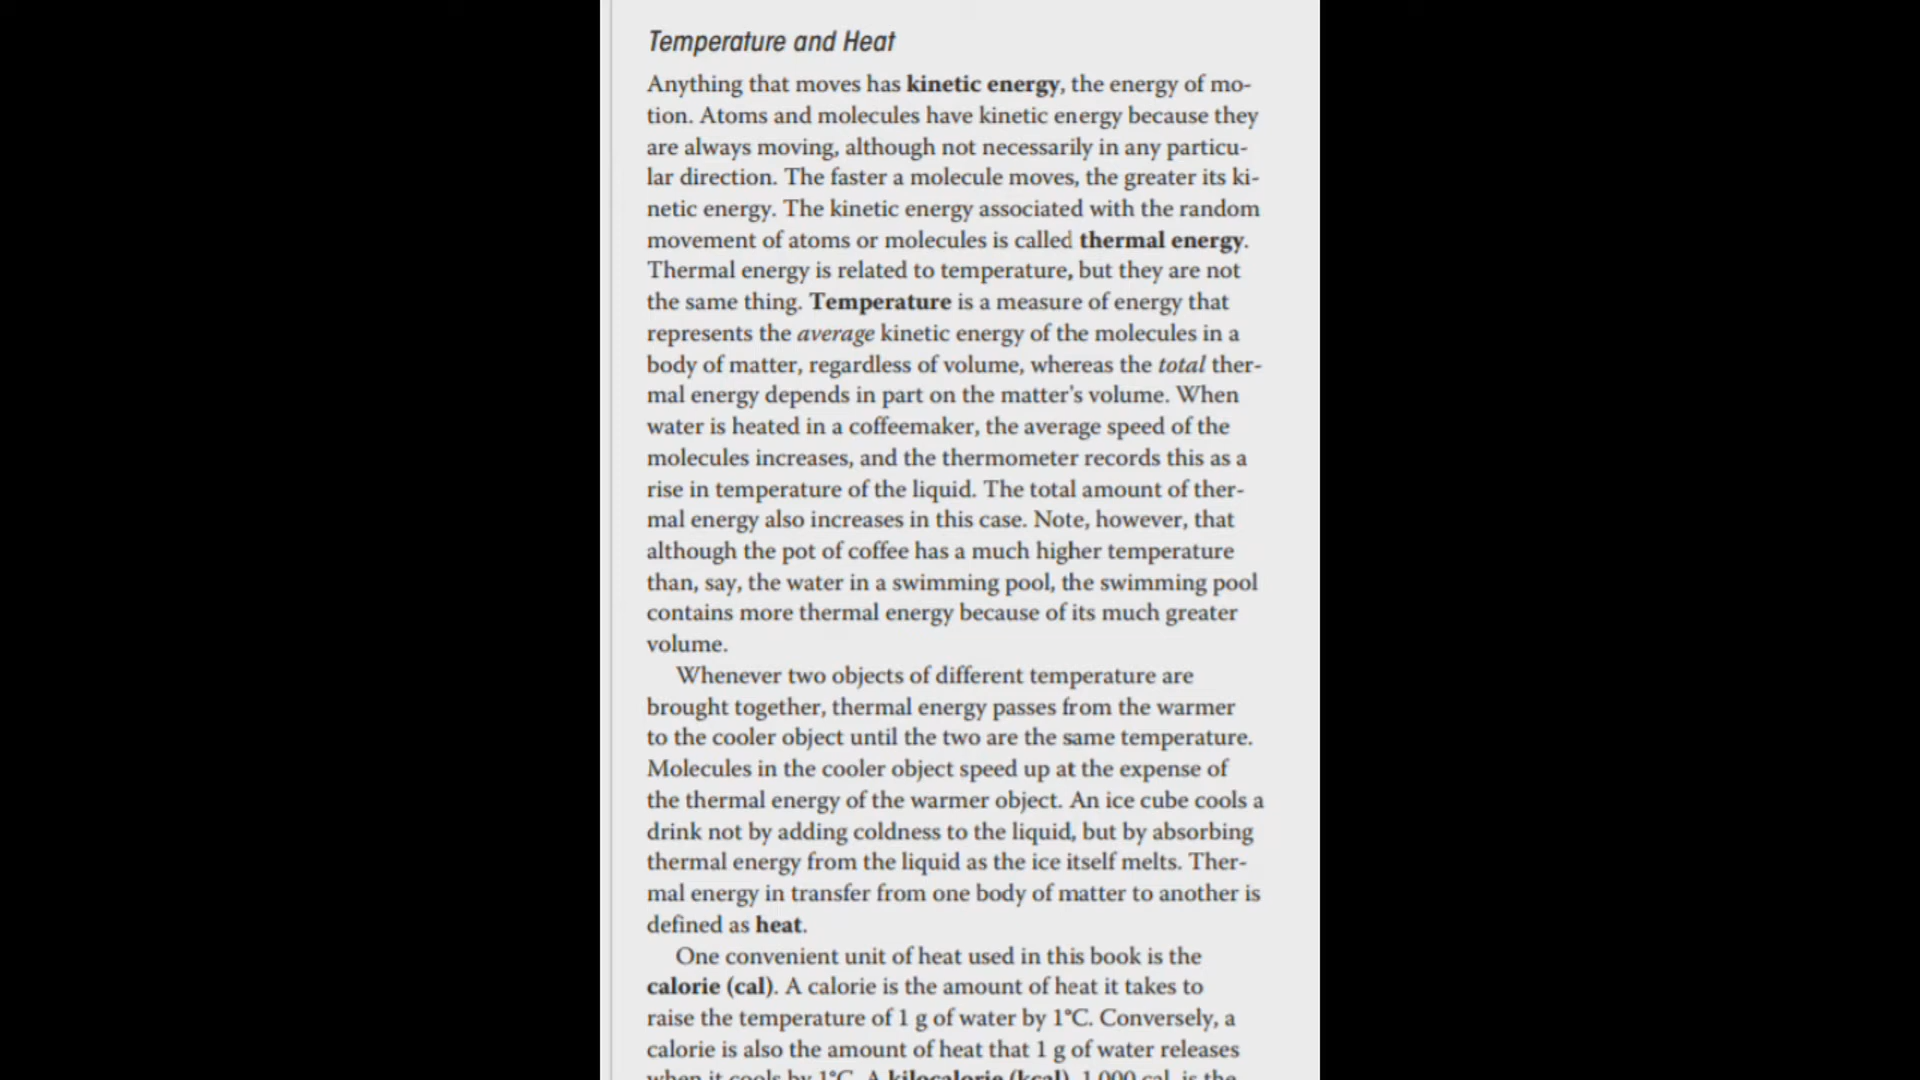 Temperature and Heat
Anything that moves has kinetic energy, the energy of mo-
tion. Atoms and molecules have kinetic energy because they
are always moving, although not necessarily in any particu-
lar direction. The faster a molecule moves, the greater its ki-
netic energy. The kinetic energy associated with the random
movement of atoms or molecules is called thermal energy.
Thermal energy is related to temperature, but they are not
the same thing. Temperature is a measure of energy that
represents the average kinetic energy of the molecules in a
body of matter, regardless of volume, whereas the total ther-
mal energy depends in part on the matter's volume. When
water is heated in a coffeemaker, the average speed of the
molecules increases, and the thermometer records this as a
rise in temperature of the liquid. The total amount of ther-
mal energy also increases in this case. Note, however, that
although the pot of coffee has a much higher temperature
than, say, the water in a swimming pool, the swimming pool
contains more thermal energy because of its much greater
volume.
Whenever two objects of different temperature are
brought together, thermal energy passes from the warmer
to the cooler object until the two are the same temperature.
Molecules in the cooler object speed up at the expense of
the thermal energy of the warmer object. An ice cube cools a
drink not by adding coldness to the liquid, but by absorbing
thermal energy from the liquid as the ice itself melts. Ther-
mal energy in transfer from one body of matter to another is
defined as heat.
One convenient unit of heat used in this book is the
calorie (cal). A calorie is the amount of heat it takes to
raise the temperature of 1 g of water by 1°C. Conversely, a
calorie is also the amount of heat that 1 g of water releases
when it cools by 1°C. A kilocalorie (kcal), 1,000 cal, is the